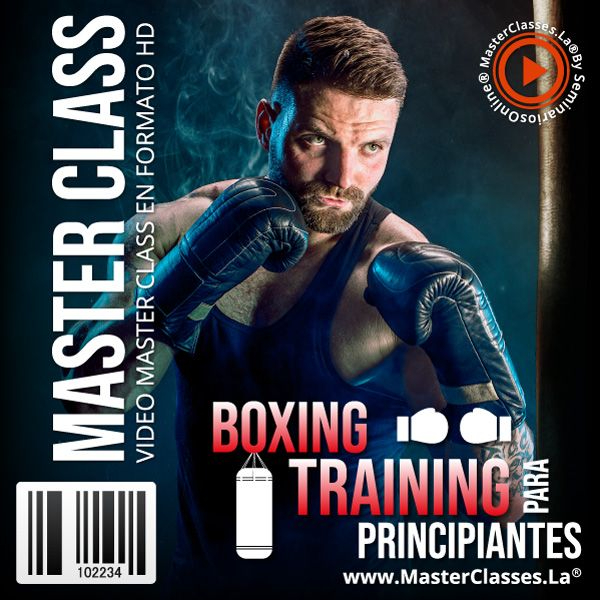 MASTER CLASS
VIDEO MASTER CLASS EN FORMATO HD
MasterClasses.La® By SeminariosOnline®
BOXING
TRAINING
PARA
PRINCIPIANTES
www.MasterClasses.La®
102234